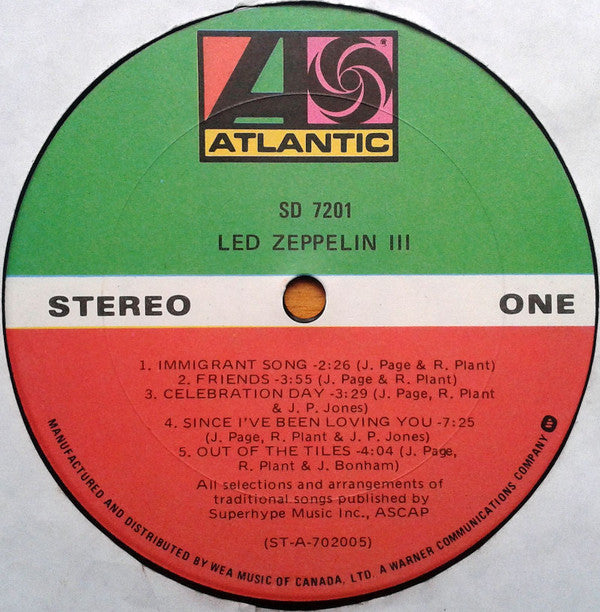 ATLANTIC
SD 7201
LED ZEPPELIN III
STEREO
ONE
1. IMMIGRANT SONG -2:26 (J. Page & R. Plant)
2. FRIENDS -3:55 (J. Page & R. Plant)
3. CELEBRATION DAY -3:29 (J. Page, R. Plant
& J. P. Jones)
4. SINCE I'VE BEEN LOVING YOU -7:25
(J. Page, R. Plant & J. P. Jones)
5. OUT OF THE TILES -4:04 (J. Page,
R. Plant & J. Bonham)
All selections and arrangements of
traditional songs published by
Superhype Music Inc., ASCAP
(ST-A-702005)
MANUFACTURED AND DISTRIBUTED BY WEA MUSIC OF CANADA, LTD. A WARNER COMMUNICATIONS COMPANY